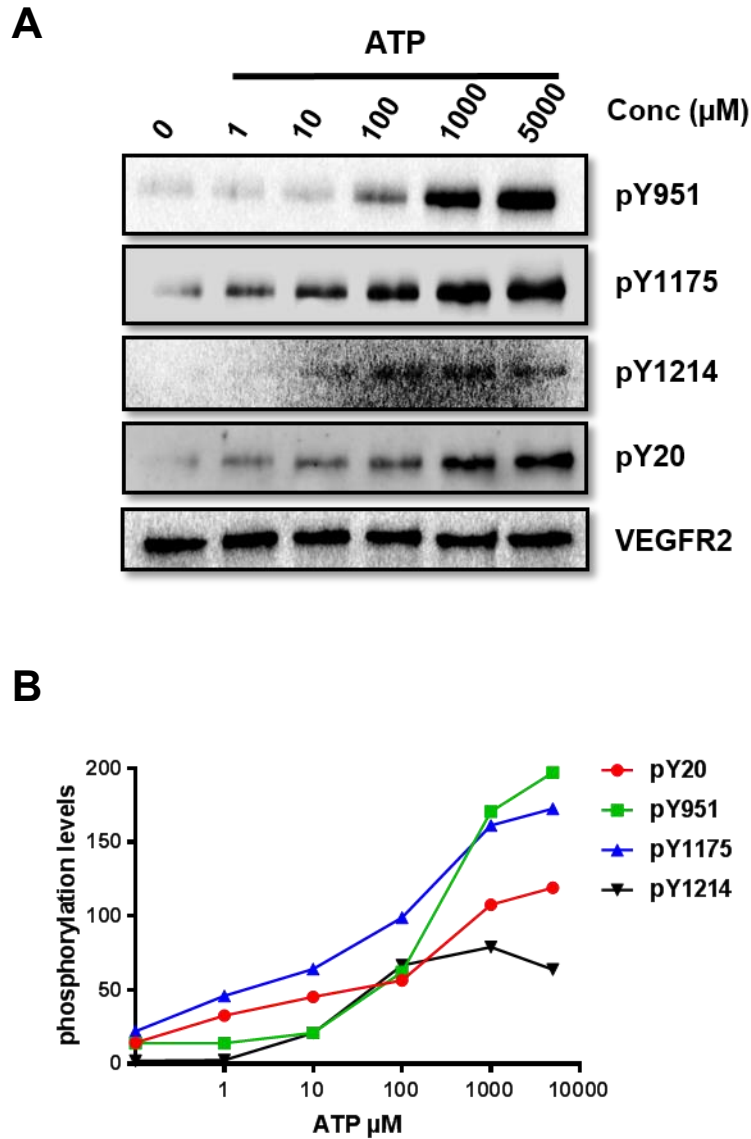 A
ATP
0 1 10 100 1000 5000 Conc (µM)
pY951
pY1175
pY1214
pY20
VEGFR2
B
200
150
100
50
0
phosphorylation levels
1 10 100 1000 10000
ATP µM
pY20
pY951
pY1175
pY1214